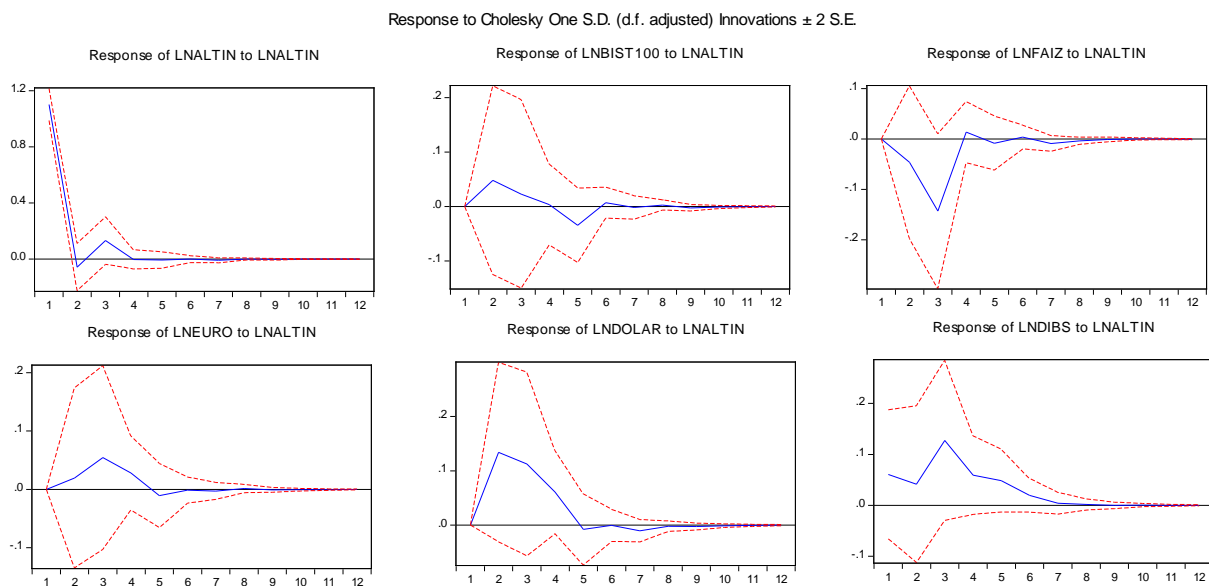 Response to Cholesky One S.D. (d.f. adjusted) Innovations ± 2 S.E.
Response of LNALTIN to LNALTIN
1.2
0.8
0.4
0.0
1 2 3 4 5 6 7 8 9 10 11 12
Response of LNBIST100 to LNALTIN
.2
.1
.0
-.1
1 2 3 4 5 6 7 8 9 10 11 12
Response of LNFAIZ to LNALTIN
.1
.0
-.1
-.2
1 2 3 4 5 6 7 8 9 10 11 12
Response of LNEURO to LNALTIN
.2
.1
.0
-.1
1 2 3 4 5 6 7 8 9 10 11 12
Response of LNDOLAR to LNALTIN
.2
.1
.0
1 2 3 4 5 6 7 8 9 10 11 12
Response of LNDIBS to LNALTIN
.2
.1
.0
-.1
1 2 3 4 5 6 7 8 9 10 11 12